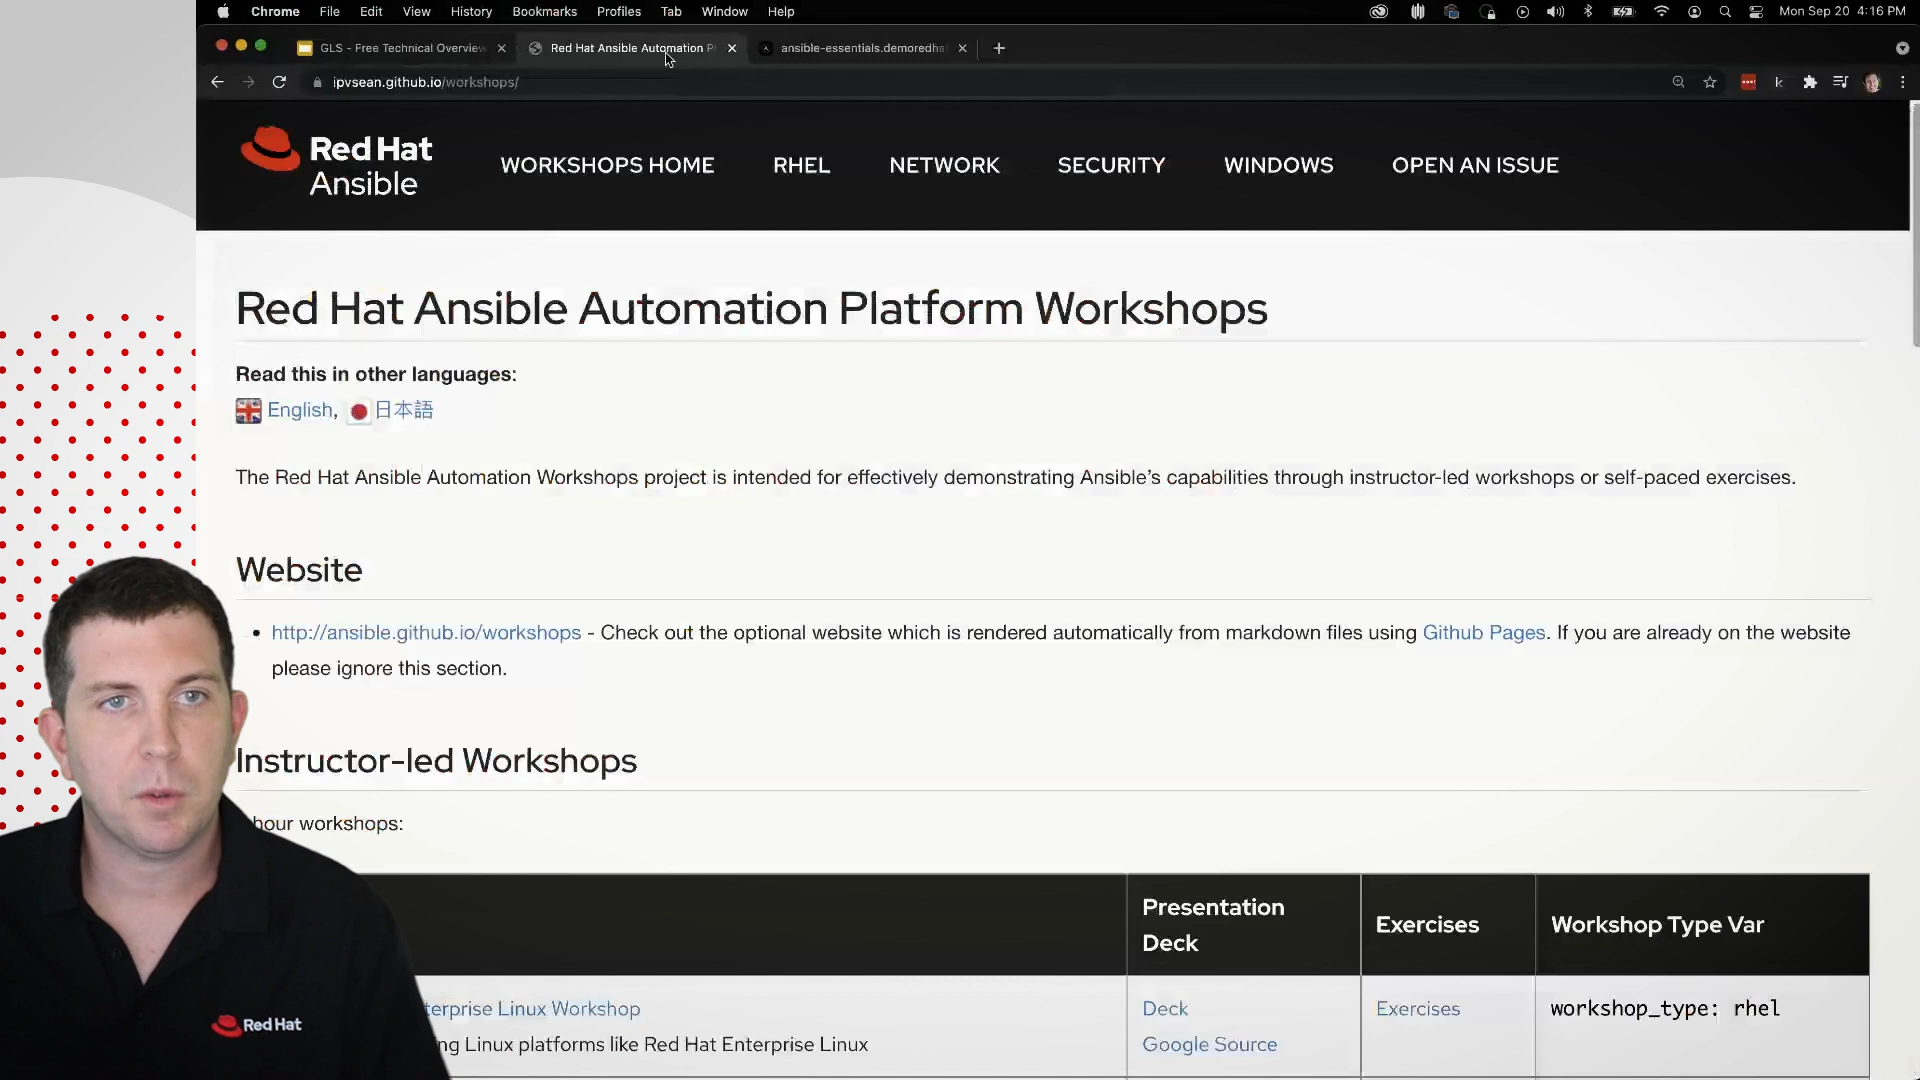 Chrome File Edit View History Bookmarks Profiles Tab Window Help Mon Sep 20 4:16 PM
GLS - Free Technical Overview Red Hat Ansible Automation P ansible-essentials.demoredha
ipvsean.github.io/workshops/
Red Hat
Ansible
WORKSHOPS HOME RHEL NETWORK SECURITY WINDOWS OPEN AN ISSUE
Red Hat Ansible Automation Platform Workshops
Read this in other languages:
English, 日本語
The Red Hat Ansible Automation Workshops project is intended for effectively demonstrating Ansible's capabilities through instructor-led workshops or self-paced exercises.
Website
• http://ansible.github.io/workshops - Check out the optional website which is rendered automatically from markdown files using Github Pages. If you are already on the website
please ignore this section.
Instructor-led Workshops
hour workshops:
Presentation
Deck
Exercises
Workshop Type Var
terprise Linux Workshop
ng Linux platforms like Red Hat Enterprise Linux
Deck
Google Source
Exercises
workshop_type: rhel
Red Hat